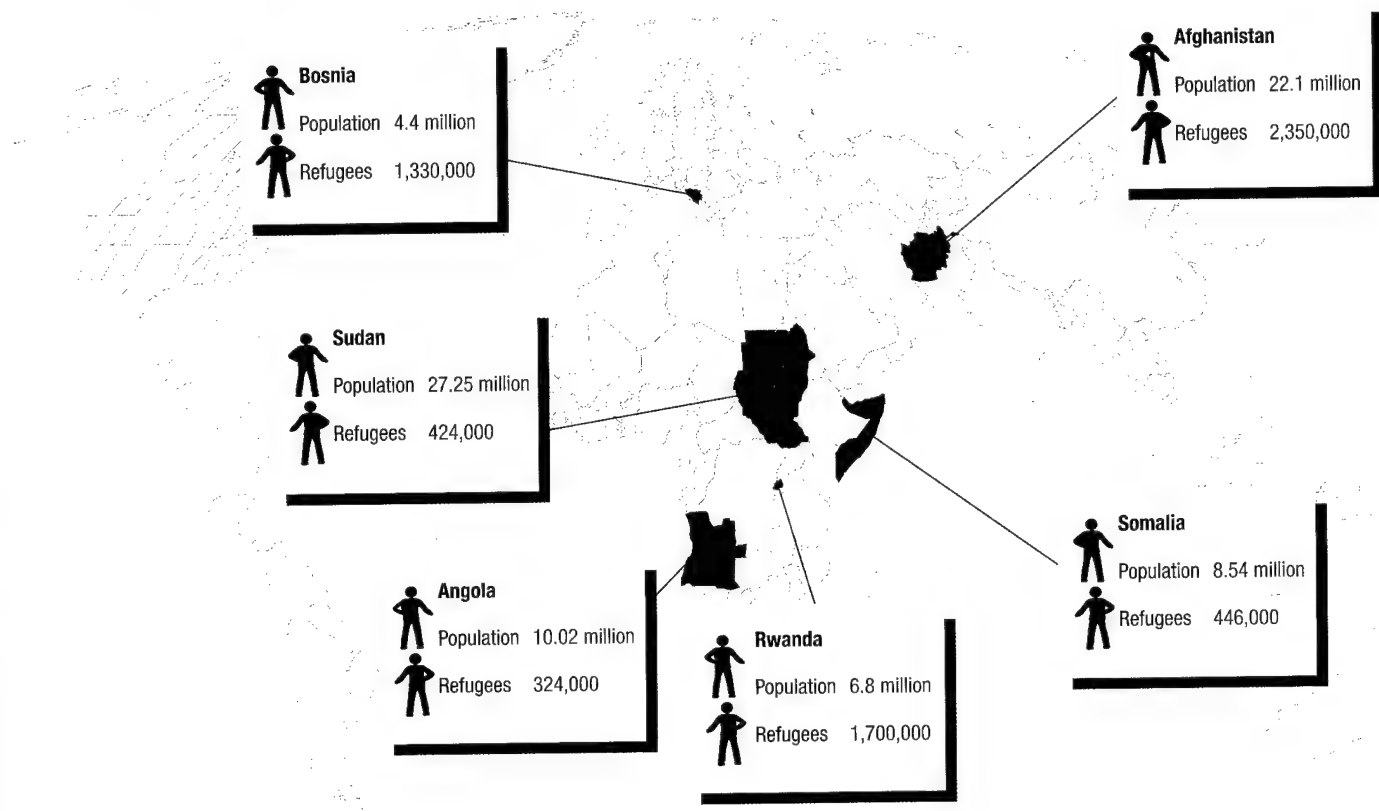 Bosnia
Population 4.4 million
Refugees 1,330,000
Afghanistan
Population 22.1 million
Refugees 2,350,000
Sudan
Population 27.25 million
Refugees 424,000
Somalia
Population 8.54 million
Refugees 446,000
Angola
Population 10.02 million
Refugees 324,000
Rwanda
Population 6.8 million
Refugees 1,700,000